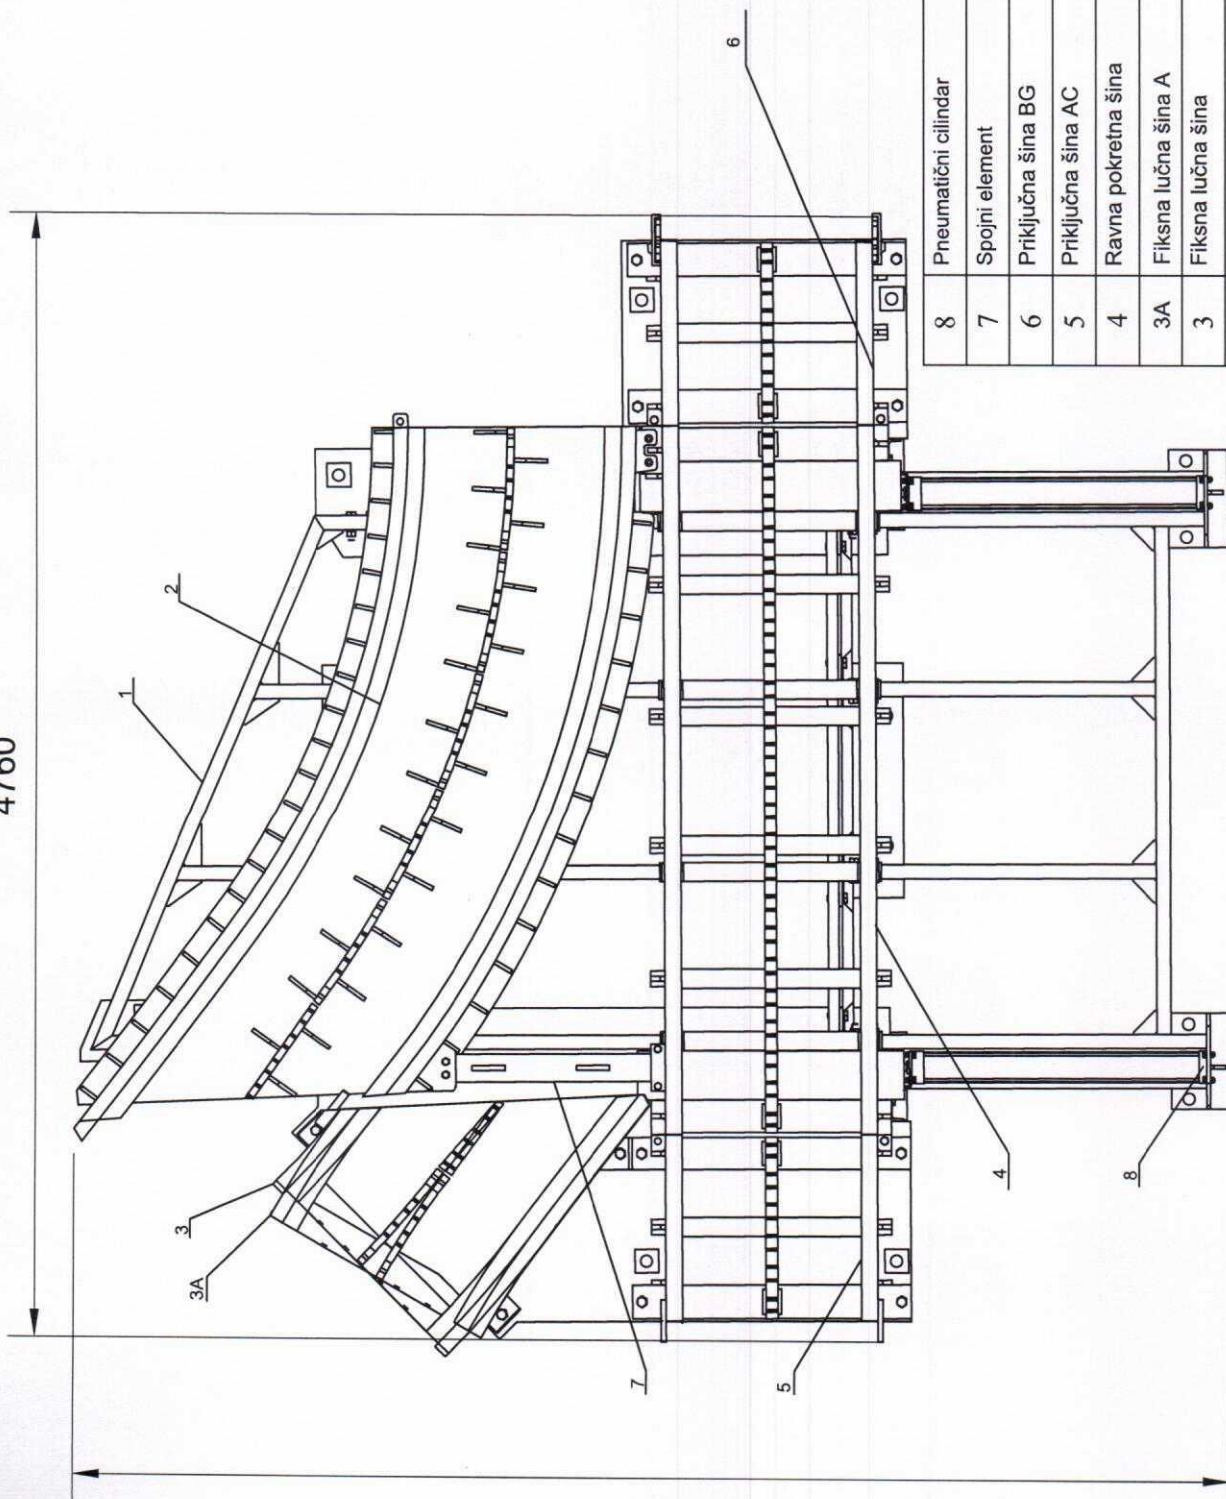 4760
6
2
1
8 Pneumatični cilindar
7 Spojni element
6 Priključna šina BG
5 Priključna šina AC
4 Ravna pokretna šina
3A Fiksna lučna šina A
3 Fiksna lučna šina
3
3A
4
8
7
5